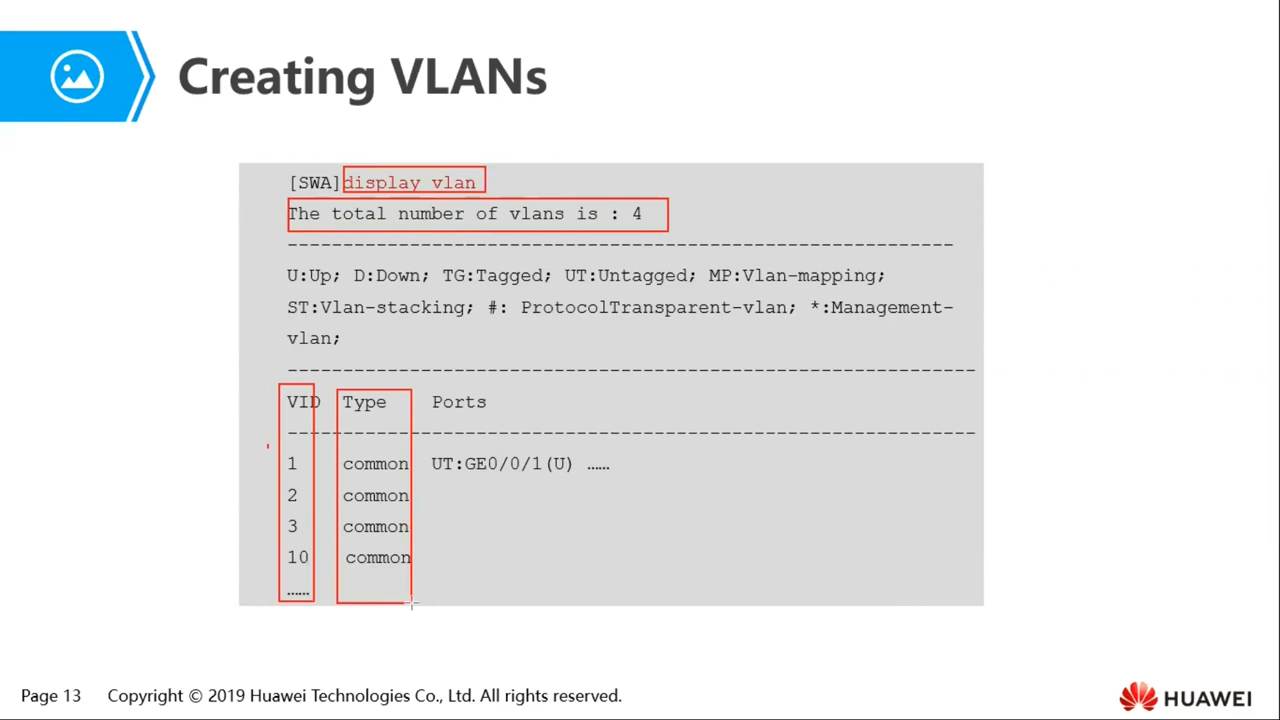 Creating VLANs
[SWA]display vlan
The total number of vlans is : 4
------------------------------------------------------------
U:Up; D:Down; TG:Tagged; UT:Untagged; MP:Vlan-mapping;
ST:Vlan-stacking; #: ProtocolTransparent-vlan; *:Management-
vlan;
--------------------------------------------------------------
VID Type Ports
--------------------------------------------------------------
1 common UT:GE0/0/1(U) ……
2 common
3 common
10 common
……
Page 13 Copyright © 2019 Huawei Technologies Co., Ltd. All rights reserved.
HUAWEI